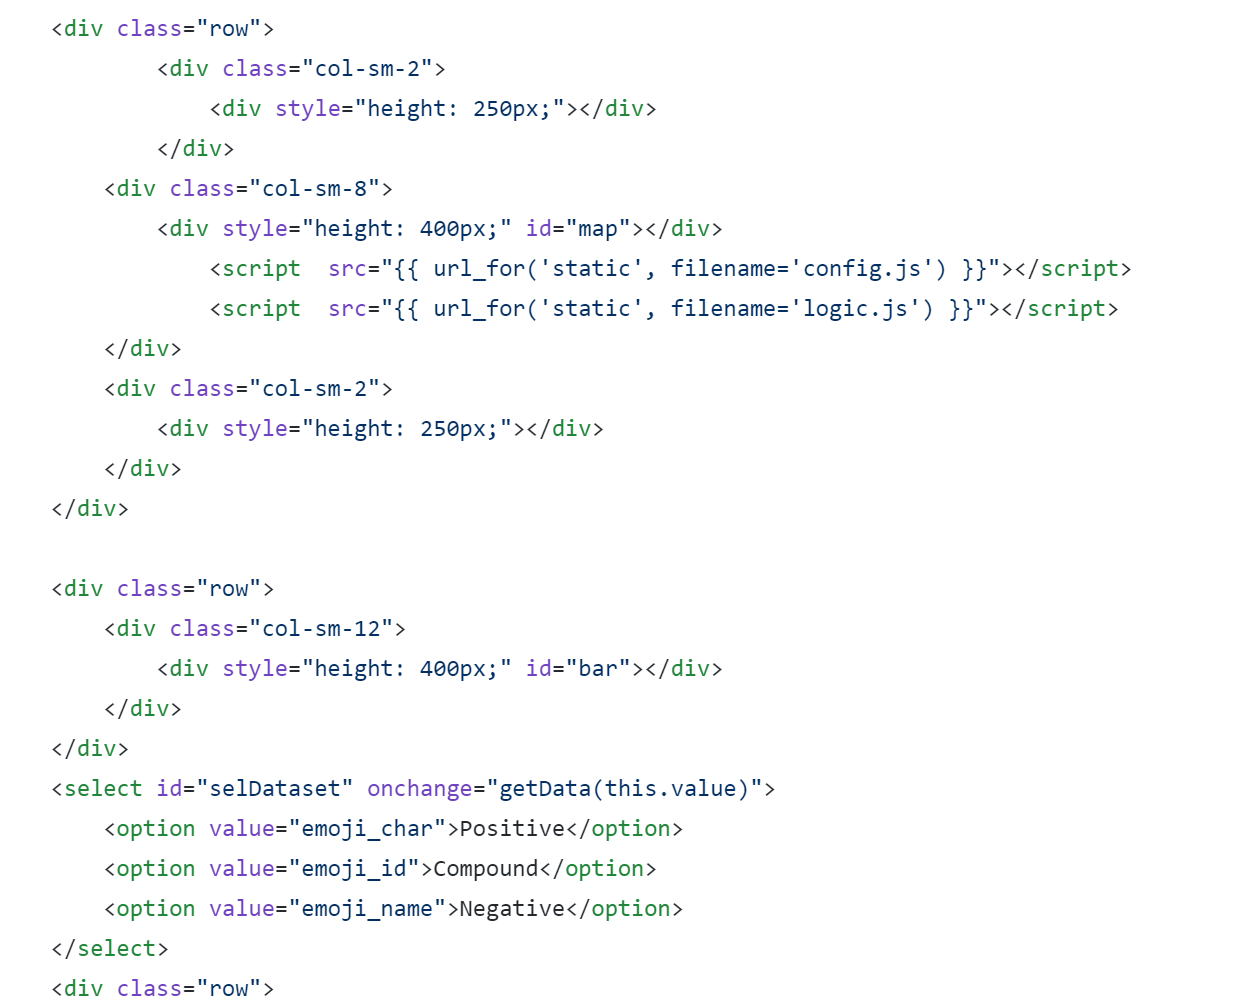 <div class="row">
        <div class="col-sm-2">
            <div style="height: 250px;"></div>
        </div>
    <div class="col-sm-8">
        <div style="height: 400px;" id="map"></div>
            <script  src="{{ url_for('static', filename='config.js') }}"></script>
            <script  src="{{ url_for('static', filename='logic.js') }}"></script>
    </div>
    <div class="col-sm-2">
        <div style="height: 250px;"></div>
    </div>
</div>

<div class="row">
    <div class="col-sm-12">
        <div style="height: 400px;" id="bar"></div>
    </div>
</div>
<select id="selDataset" onchange="getData(this.value)">
    <option value="emoji_char">Positive</option>
    <option value="emoji_id">Compound</option>
    <option value="emoji_name">Negative</option>
</select>
<div class="row">